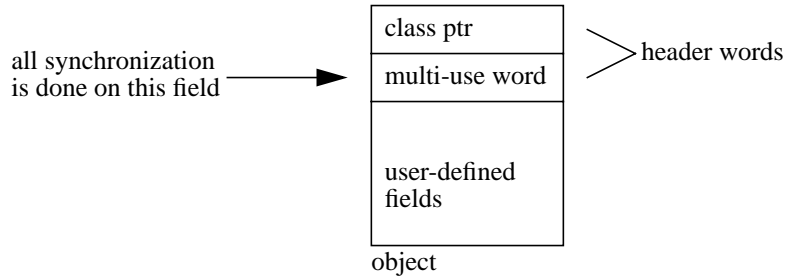 class ptr
all synchronization
is done on this field
multi-use word
header words
user-defined
fields
object